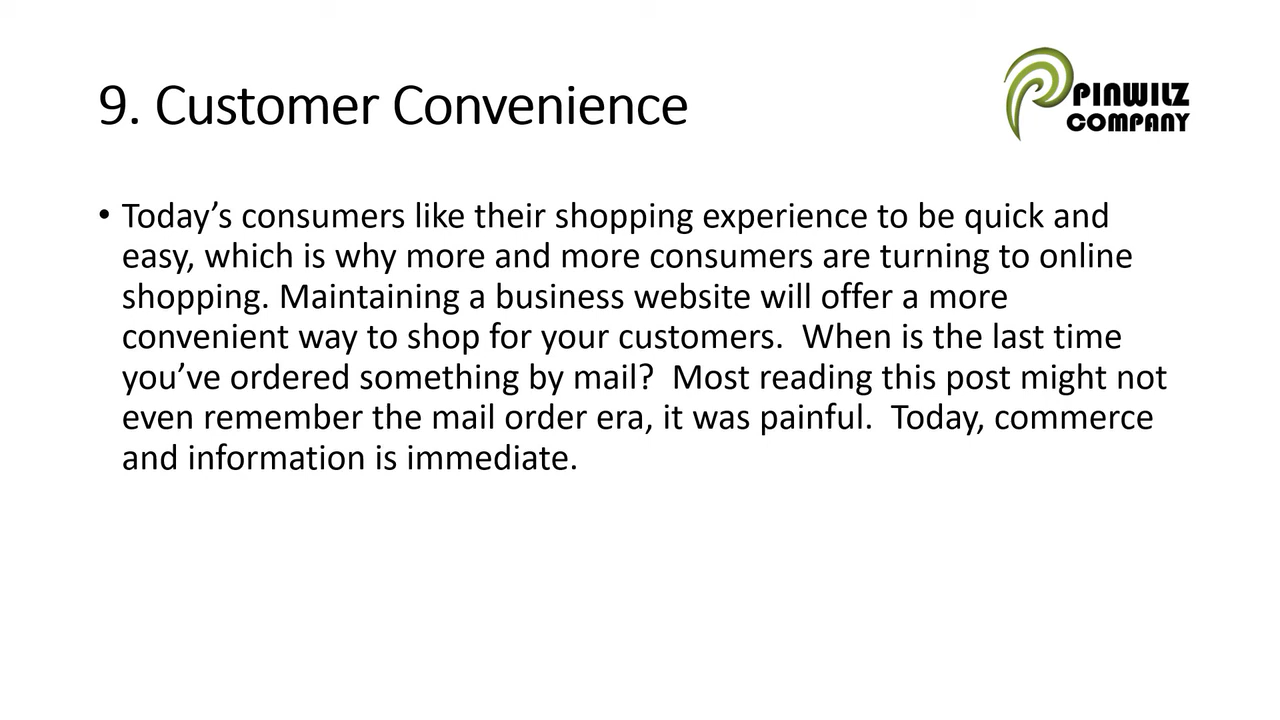 9. Customer Convenience
PINWILZ
COMPANY
• Today’s consumers like their shopping experience to be quick and
easy, which is why more and more consumers are turning to online
shopping. Maintaining a business website will offer a more
convenient way to shop for your customers.  When is the last time
you’ve ordered something by mail?  Most reading this post might not
even remember the mail order era, it was painful.  Today, commerce
and information is immediate.